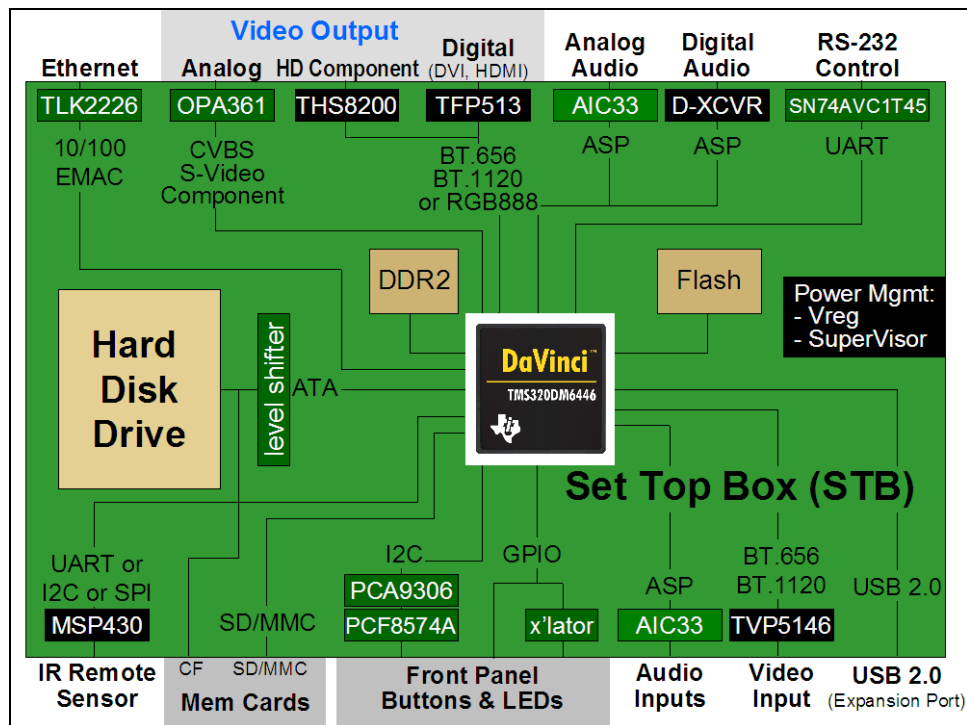 Video Output
Ethernet
Analog
HD Component
Digital
(DVI, HDMI)
Analog
Audio
Digital
Audio
RS-232
Control
TLK2226
OPA361
THS8200
TFP513
AIC33
D-XCVR
SN74AVC1T45
10/100
EMAC
CVBS
S-Video
Component
BT.656
BT.1120
or RGB888
ASP
ASP
UART
DDR2
Flash
Power Mgmt:
- Vreg
- SuperVisor
Hard
Disk
Drive
level shifter
ATA
DaVinci™
TMS320DM6446
Set Top Box (STB)
UART or
I2C or SPI
MSP430
SD/MMC
I2C
PCA9306
PCF8574A
GPIO
x'lator
ASP
AIC33
BT.656
BT.1120
TVP5146
USB 2.0
IR Remote
Sensor
CF
SD/MMC
Mem Cards
Front Panel
Buttons & LEDs
Audio
Inputs
Video
Input
USB 2.0
(Expansion Port)